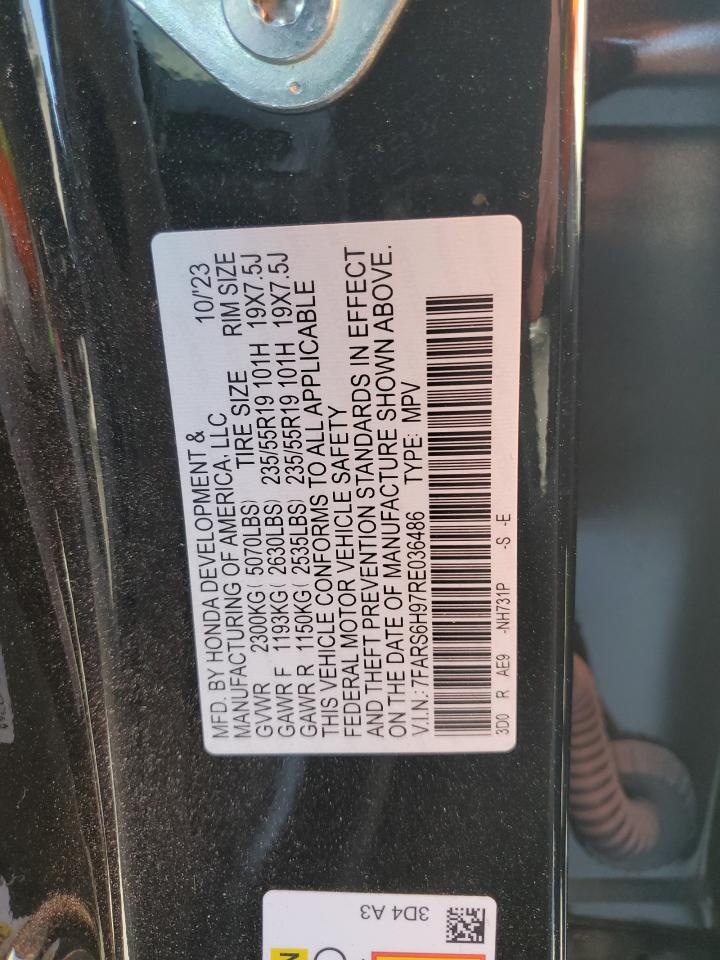 MFD. BY HONDA DEVELOPMENT & 10/'23
MANUFACTURING OF AMERICA, LLC
TIRE SIZE RIM SIZE
GVWR 2300KG ( 5070LBS)
GAWR F 1193KG ( 2630LBS) 235/55R19 101H 19X7.5J
GAWR R 1150KG ( 2535LBS) 235/55R19 101H 19X7.5J
THIS VEHICLE CONFORMS TO ALL APPLICABLE
FEDERAL MOTOR VEHICLE SAFETY
AND THEFT PREVENTION STANDARDS IN EFFECT
ON THE DATE OF MANUFACTURE SHOWN ABOVE.
V.I.N.: 7FARS6H97RE036486 TYPE: MPV
3D0 R AE9 -NH731P -S -E
3D4 A3